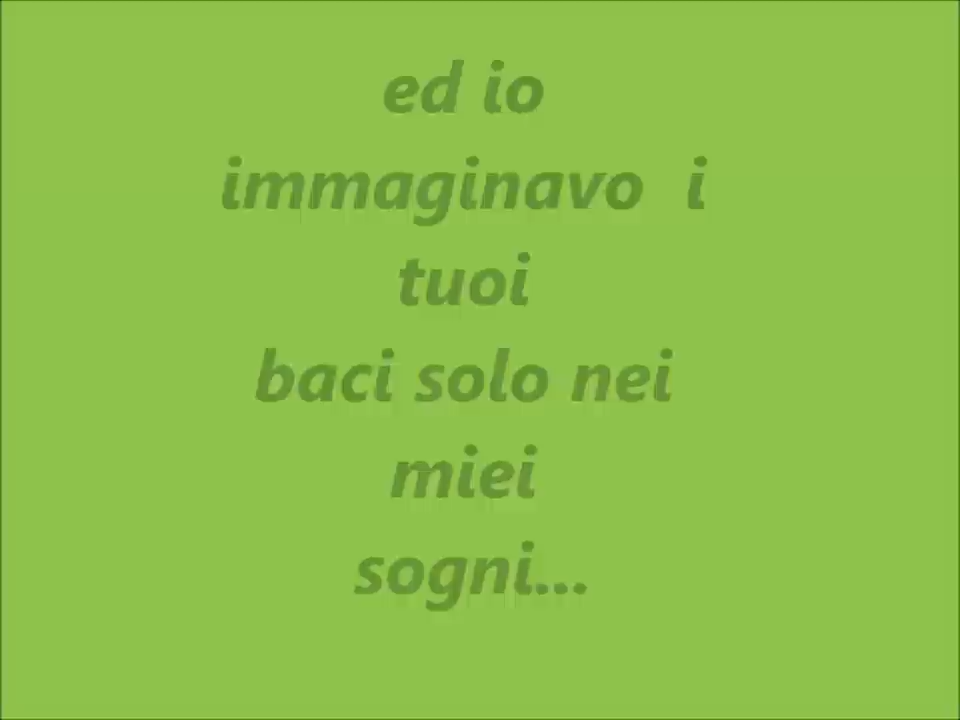 ed io
immaginavo i
tuoi
baci solo nei
miei
sogni...